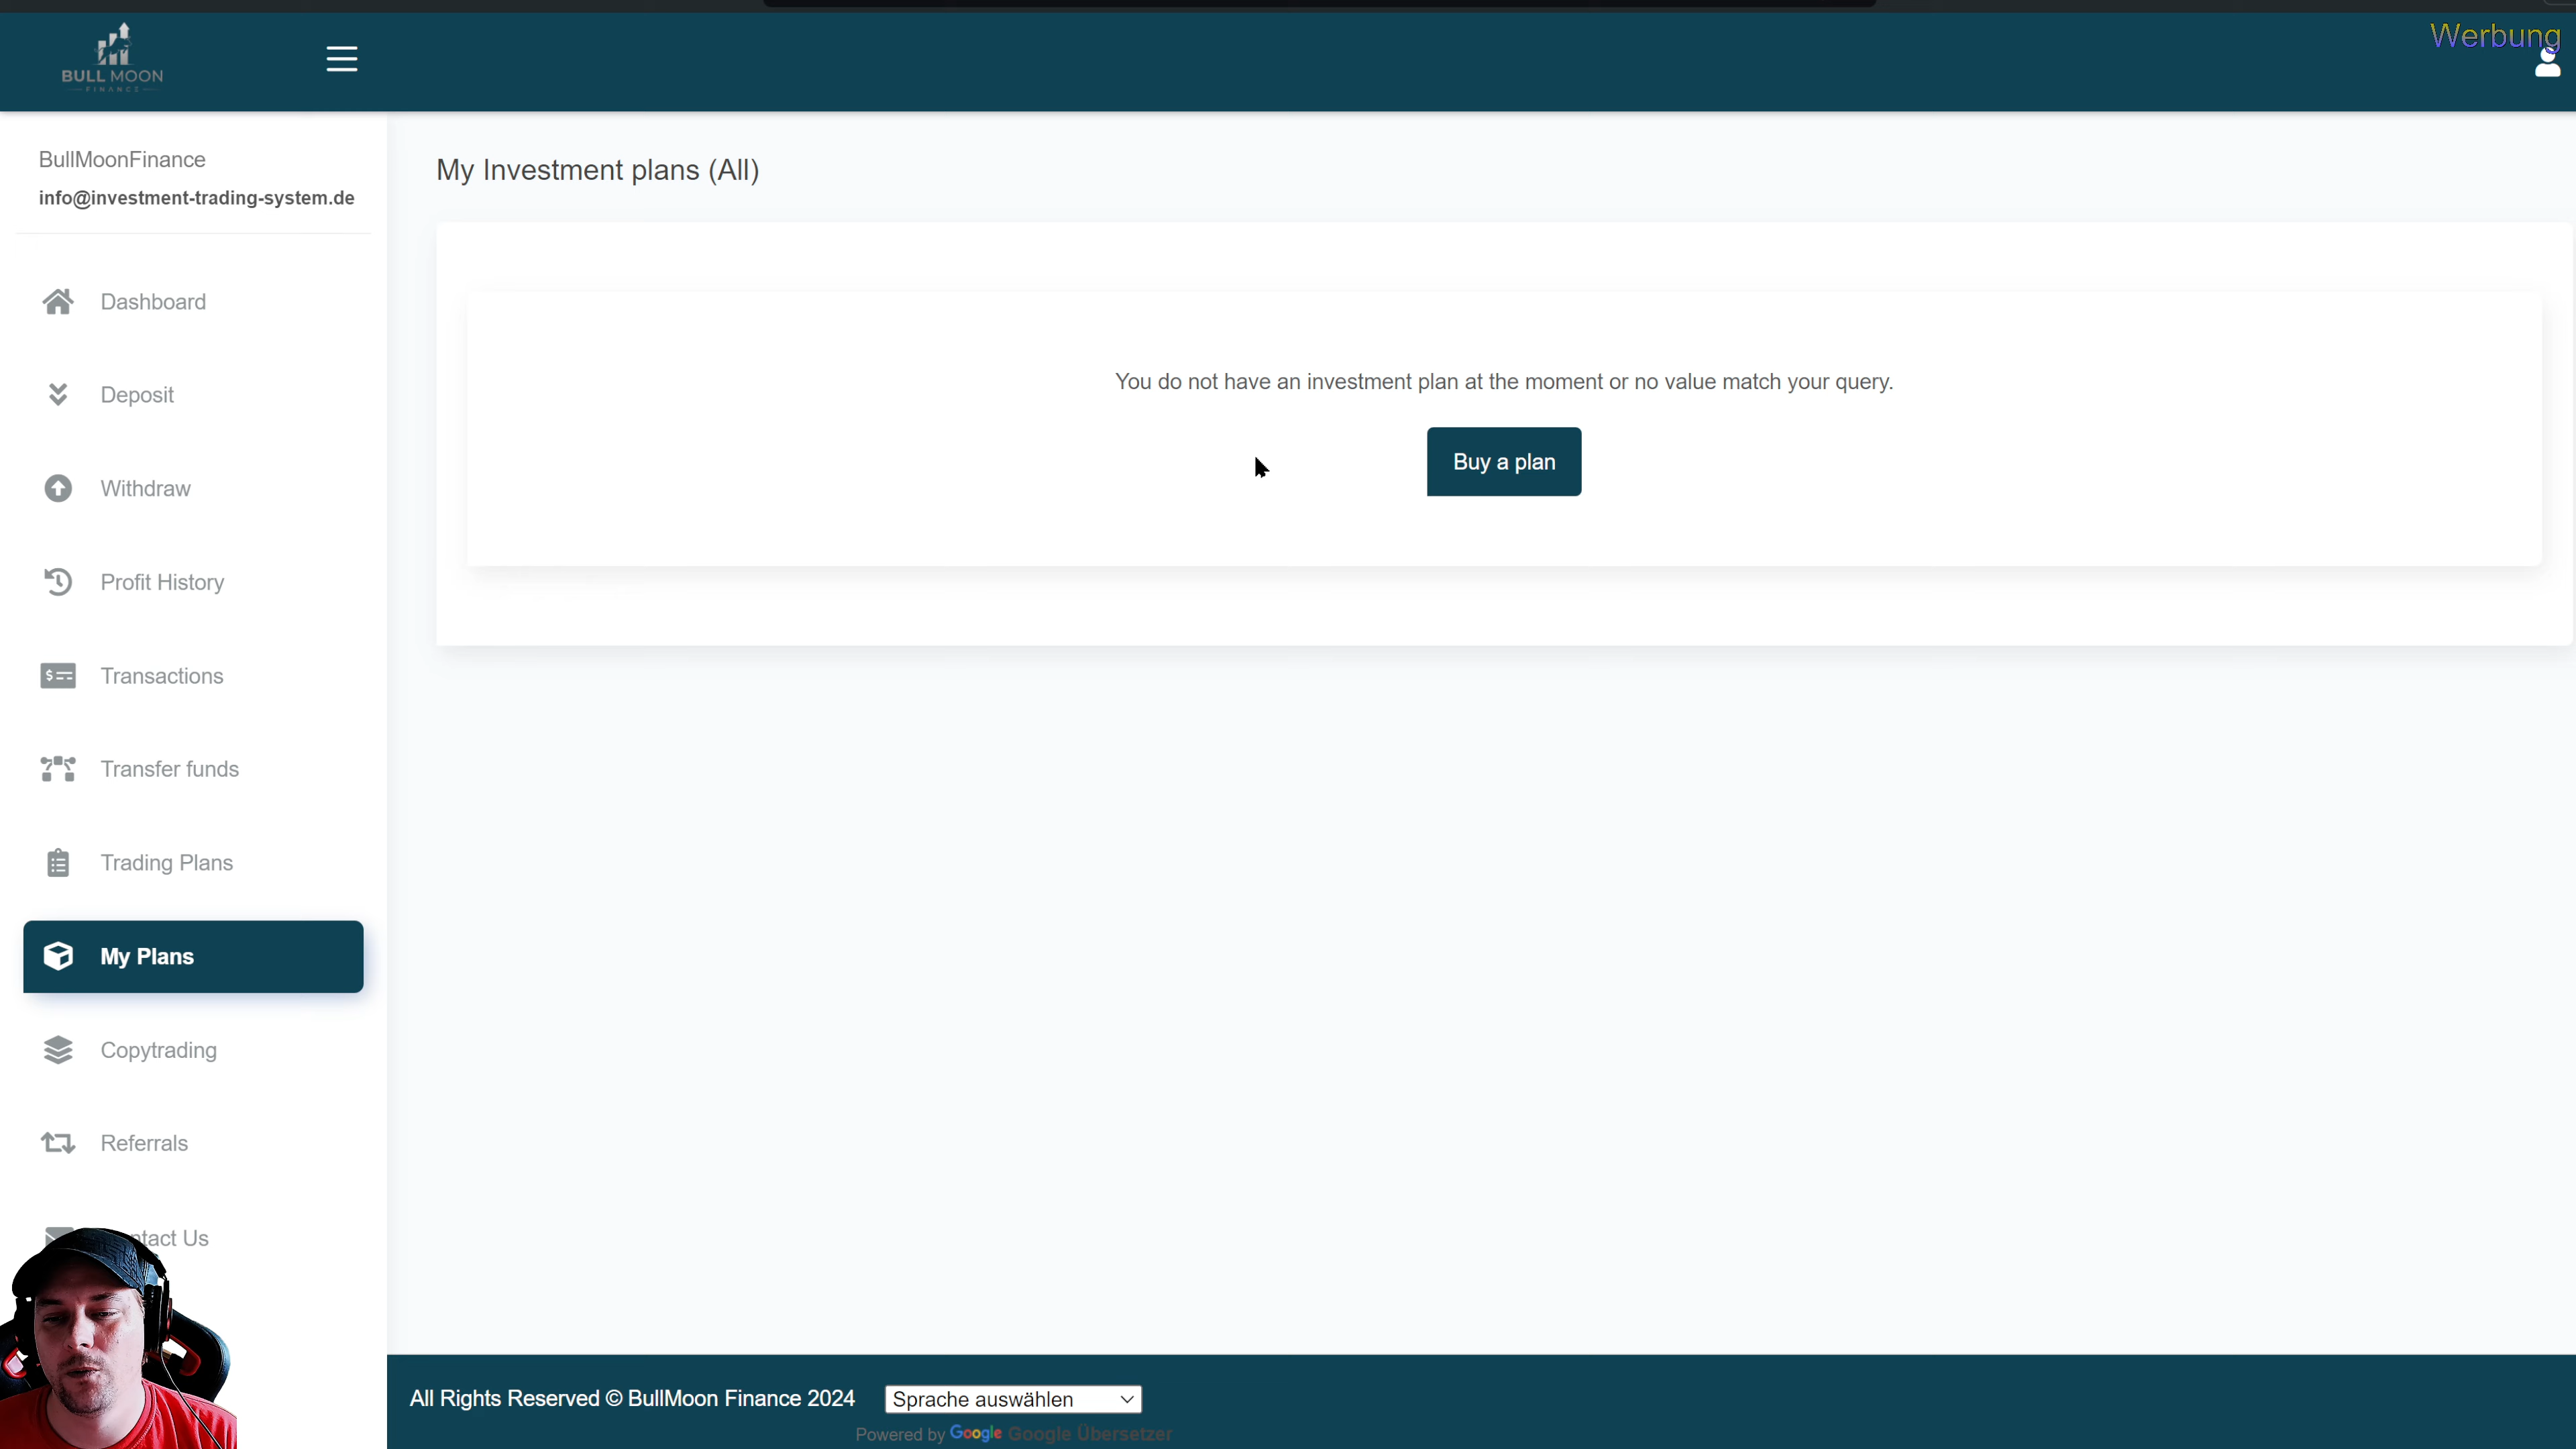 BULL MOON
FINANCE
Werbung
BullMoonFinance
info@investment-trading-system.de
Dashboard
Deposit
Withdraw
Profit History
Transactions
Transfer funds
Trading Plans
My Plans
Copytrading
Referrals
tact Us
My Investment plans (All)
You do not have an investment plan at the moment or no value match your query.
Buy a plan
All Rights Reserved © BullMoon Finance 2024
Sprache auswählen
Powered by Google Google Übersetzer